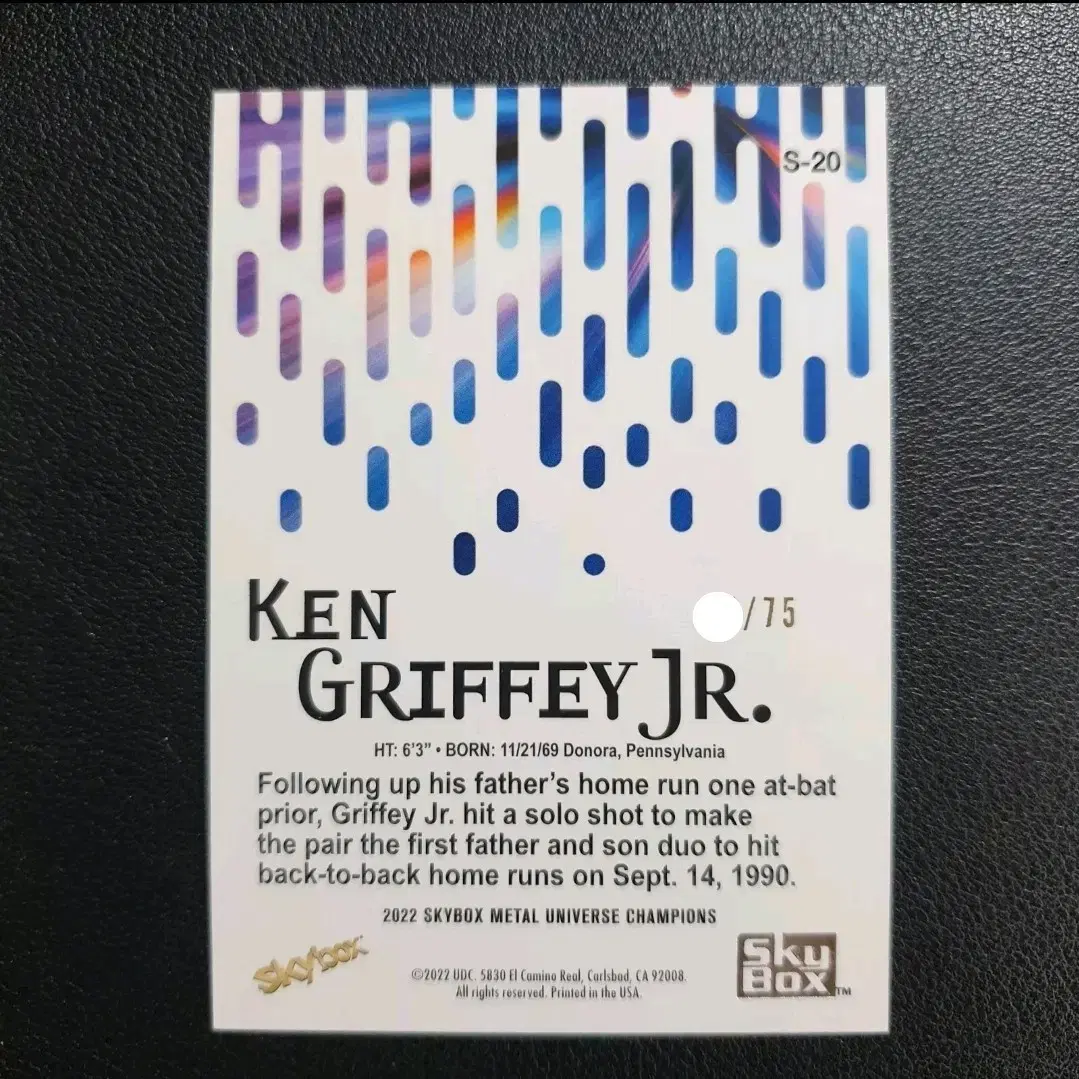 S-20
KEN
/75
GRIFFEY JR.
HT: 6'3" • BORN: 11/21/69 Donora, Pennsylvania
Following up his father's home run one at-bat
prior, Griffey Jr. hit a solo shot to make
the pair the first father and son duo to hit
back-to-back home runs on Sept. 14, 1990.
2022 SKYBOX METAL UNIVERSE CHAMPIONS
skybox
©2022 UDC. 5830 El Camino Real, Carlsbad, CA 92008.
All rights reserved. Printed in the USA.
Sky
Box™